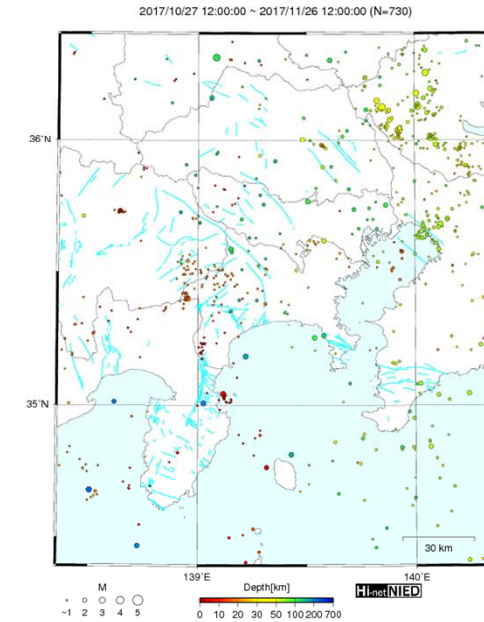 2017/10/27 12:00:00 ~ 2017/11/26 12:00:00 (N=730)
36˚N
35˚N
30 km
139˚E
140˚E
M
~1 2 3 4 5
Depth[km]
0 10 20 30 50 100 200 700
Hi-net NIED